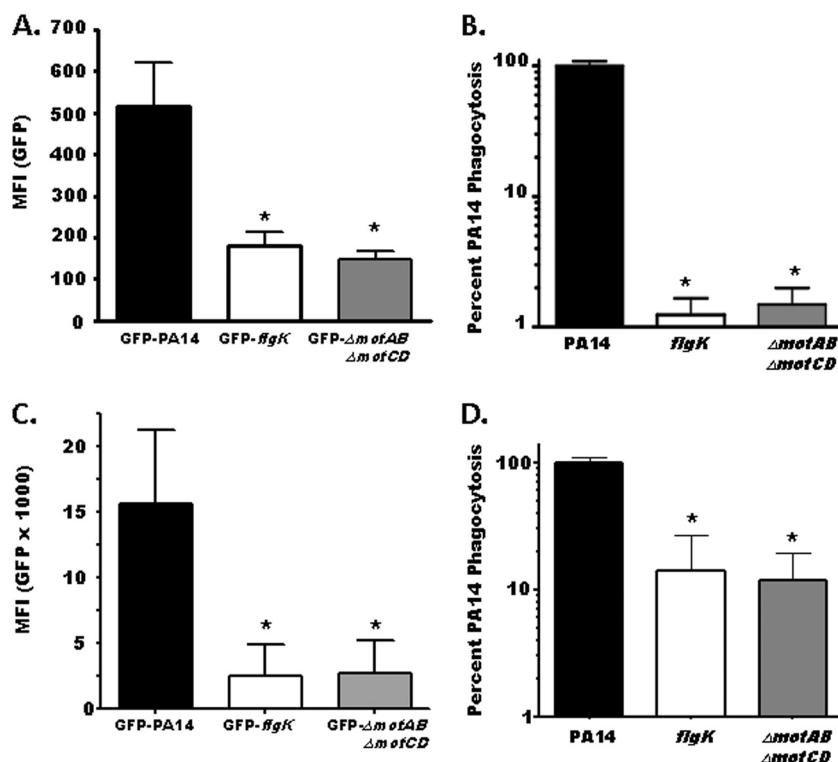 A.
MFI (GFP)
700
600
500
400
300
200
100
0
*
*
GFP-PA14
GFP-flgK
GFP-ΔmotAB
ΔmotCD
B.
Percent PA14 Phagocytosis
100
10
1
*
*
PA14
flgK
ΔmotAB
ΔmotCD
C.
MFI (GFP x 1000)
20
15
10
5
0
*
*
GFP-PA14
GFP-flgK
GFP-ΔmotAB
ΔmotCD
D.
Percent PA14 Phagocytosis
100
10
1
*
*
PA14
flgK
ΔmotAB
ΔmotCD